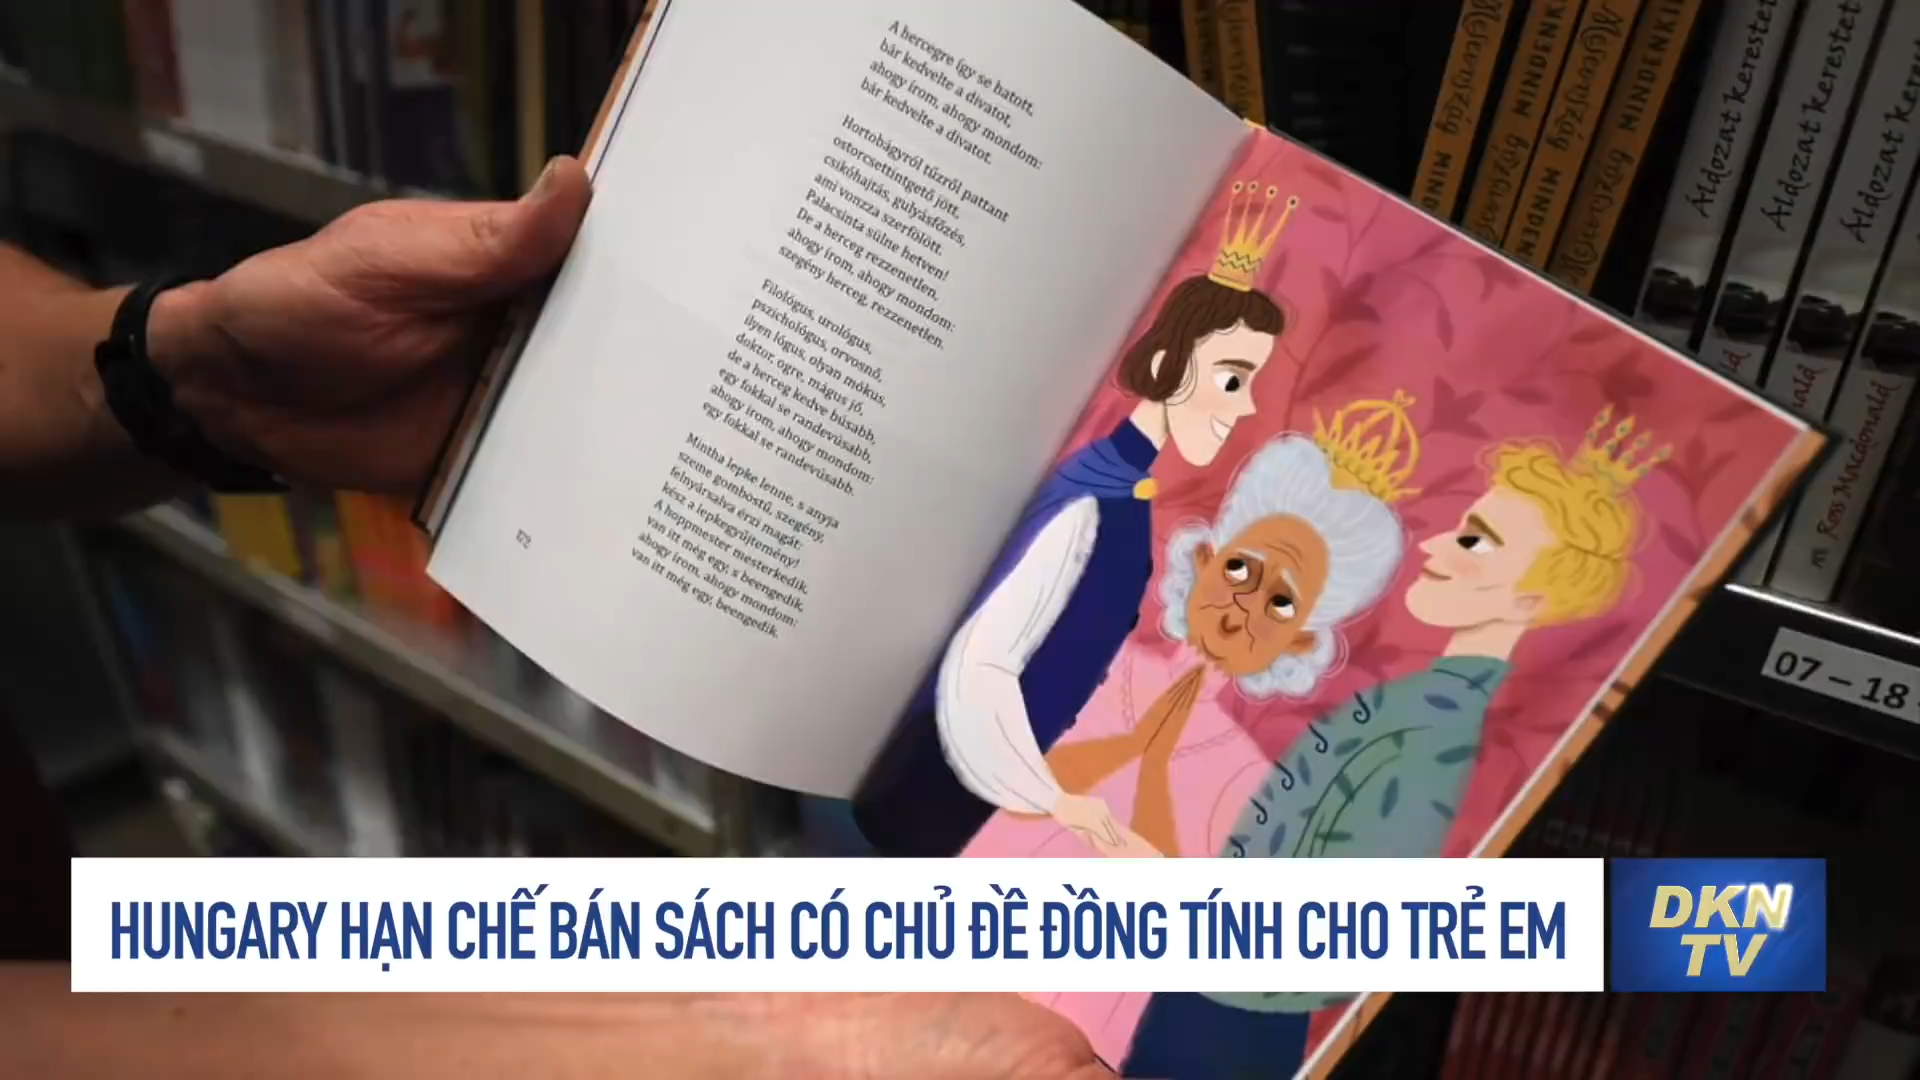 A hercegre így se hatott,
bár kedvelte a divatot,
ahogy írom, ahogy mondom:
bár kedvelte a divatot.
Hortobágyról tűzről pattant
ostorcsettintgető jött,
csikóhajtás, gulyásfőzés,
ami vonzza szerfölött.
Palacsinta sülne hetven!
De a herceg rezzenetlen,
ahogy írom, ahogy mondom:
szegény herceg, rezzenetlen.
Filológus, urológus,
pszichológus, orvosnő,
ilyen lógus, olyan mókus,
doktor, ogre, mágus jő,
de a herceg kedve búsabb,
egy fokkal se randevúsabb,
ahogy írom, ahogy mondom:
egy fokkal se randevúsabb.
Mintha lepke lenne, s anyja
szeme gombostű, szegény,
felnyársalva érzi magát:
kész a lepkegyűjtemény!
A hoppmester mesterkedik,
van itt még egy, s beengedik,
ahogy írom, ahogy mondom:
van itt még egy, beengedik.
172
MINDENKI
MINDENKI
Áldozat kerestet
Áldozat kerestet
Áldozat keres
Ross Macdonald
07 – 18
HUNGARY HẠN CHẾ BÁN SÁCH CÓ CHỦ ĐỀ ĐỒNG TÍNH CHO TRẺ EM
DKN
TV